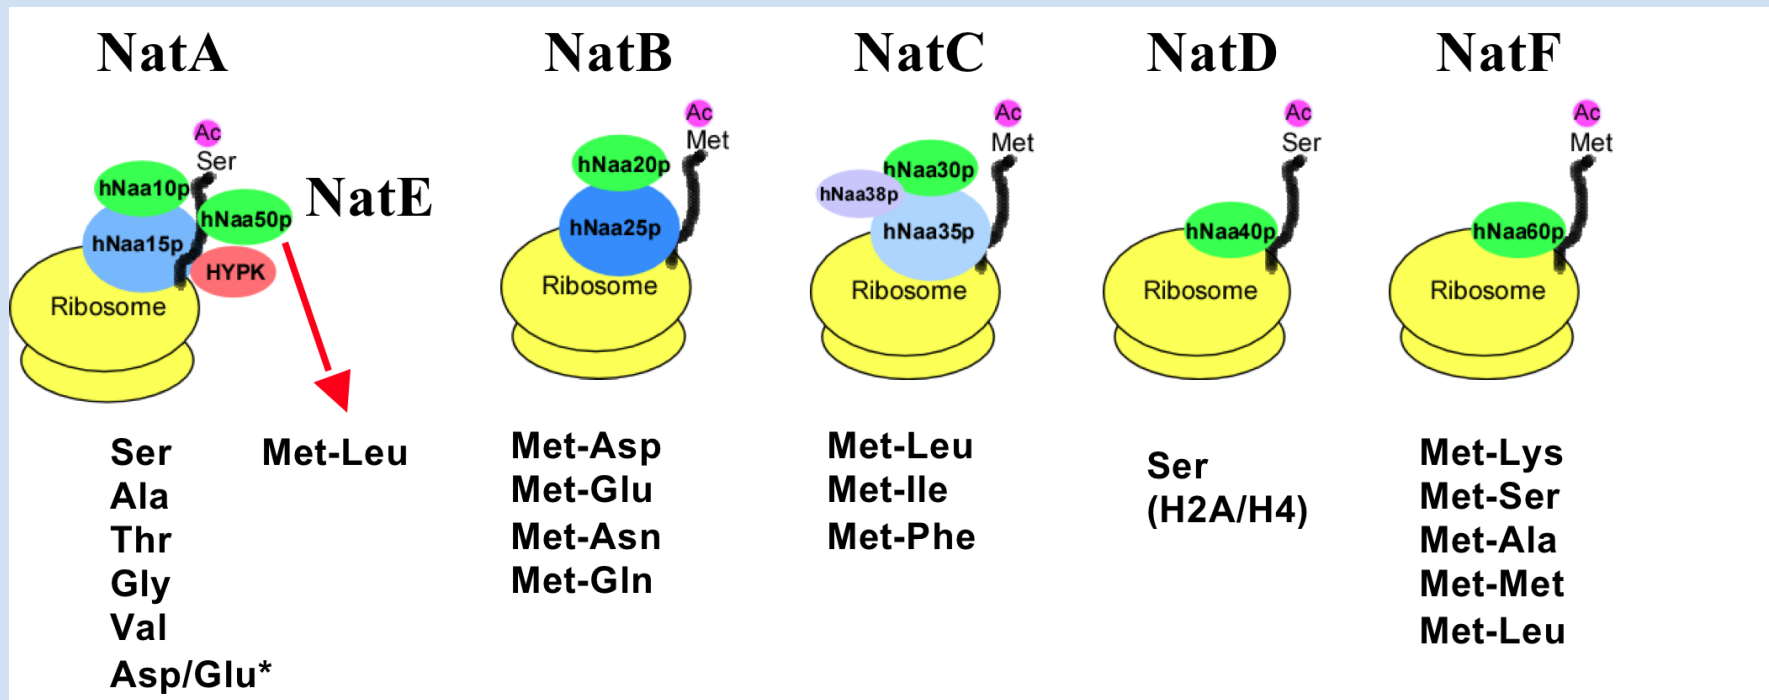 NatA
Ac
Ser
hNaa10p
hNaa50p
NatE
hNaa15p
HYPK
Ribosome
Ser
Ala
Thr
Gly
Val
Asp/Glu*
Met-Leu
NatB
Ac
Met
hNaa20p
hNaa25p
Ribosome
Met-Asp
Met-Glu
Met-Asn
Met-Gln
NatC
Ac
Met
hNaa30p
hNaa38p
hNaa35p
Ribosome
Met-Leu
Met-Ile
Met-Phe
NatD
Ac
Ser
hNaa40p
Ribosome
Ser
(H2A/H4)
NatF
Ac
Met
hNaa60p
Ribosome
Met-Lys
Met-Ser
Met-Ala
Met-Met
Met-Leu